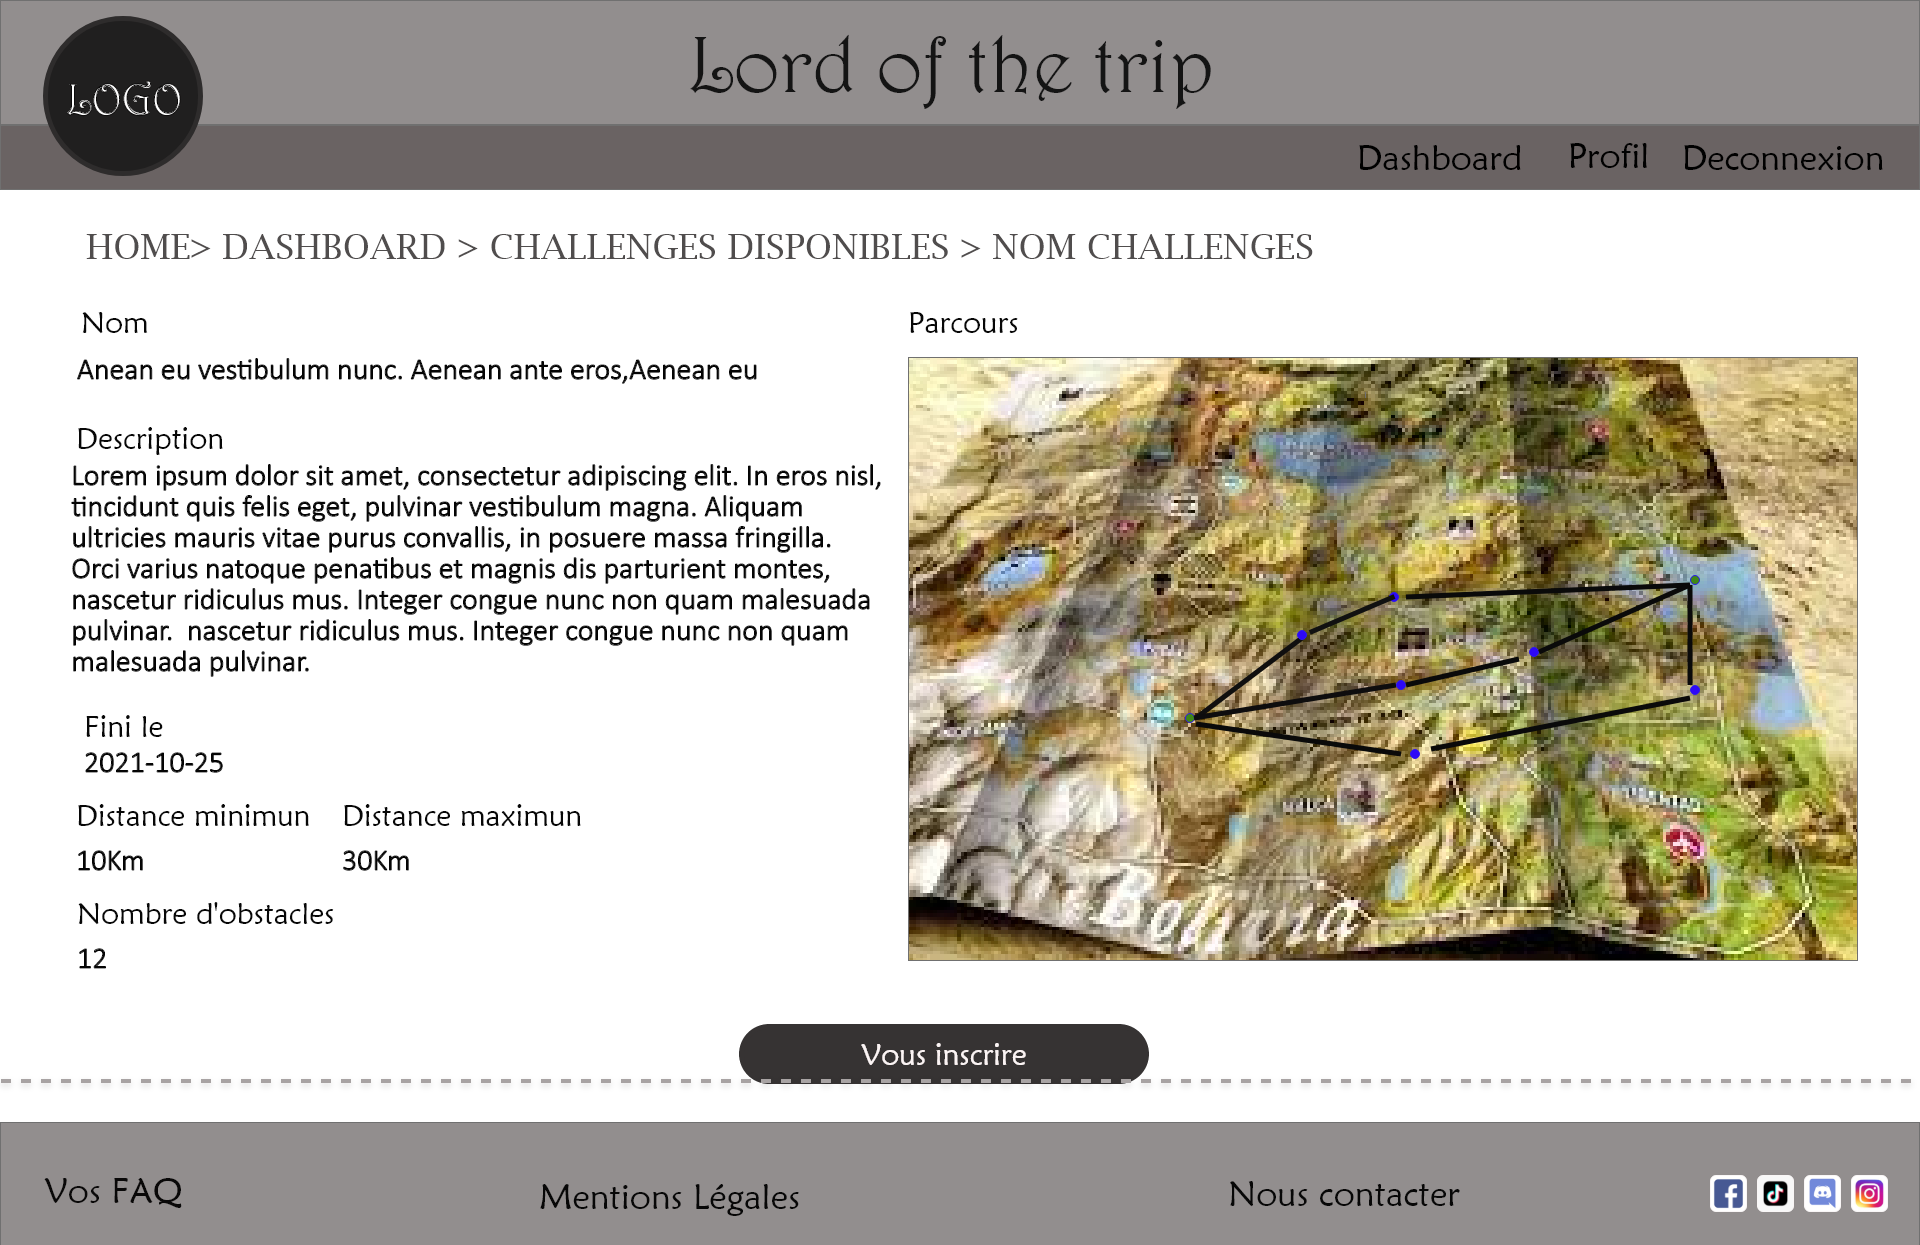 Lord of the trip
LOGO
Dashboard Profil Deconnexion
HOME> DASHBOARD > CHALLENGES DISPONIBLES > NOM CHALLENGES
Nom
Anean eu vestibulum nunc. Aenean ante eros,Aenean eu
Description
Lorem ipsum dolor sit amet, consectetur adipiscing elit. In eros nisl,
tincidunt quis felis eget, pulvinar vestibulum magna. Aliquam
ultricies mauris vitae purus convallis, in posuere massa fringilla.
Orci varius natoque penatibus et magnis dis parturient montes,
nascetur ridiculus mus. Integer congue nunc non quam malesuada
pulvinar.  nascetur ridiculus mus. Integer congue nunc non quam
malesuada pulvinar.
Fini le
2021-10-25
Distance minimun Distance maximun
10Km 30Km
Nombre d'obstacles
12
Parcours
Vous inscrire
Vos FAQ Mentions Légales Nous contacter